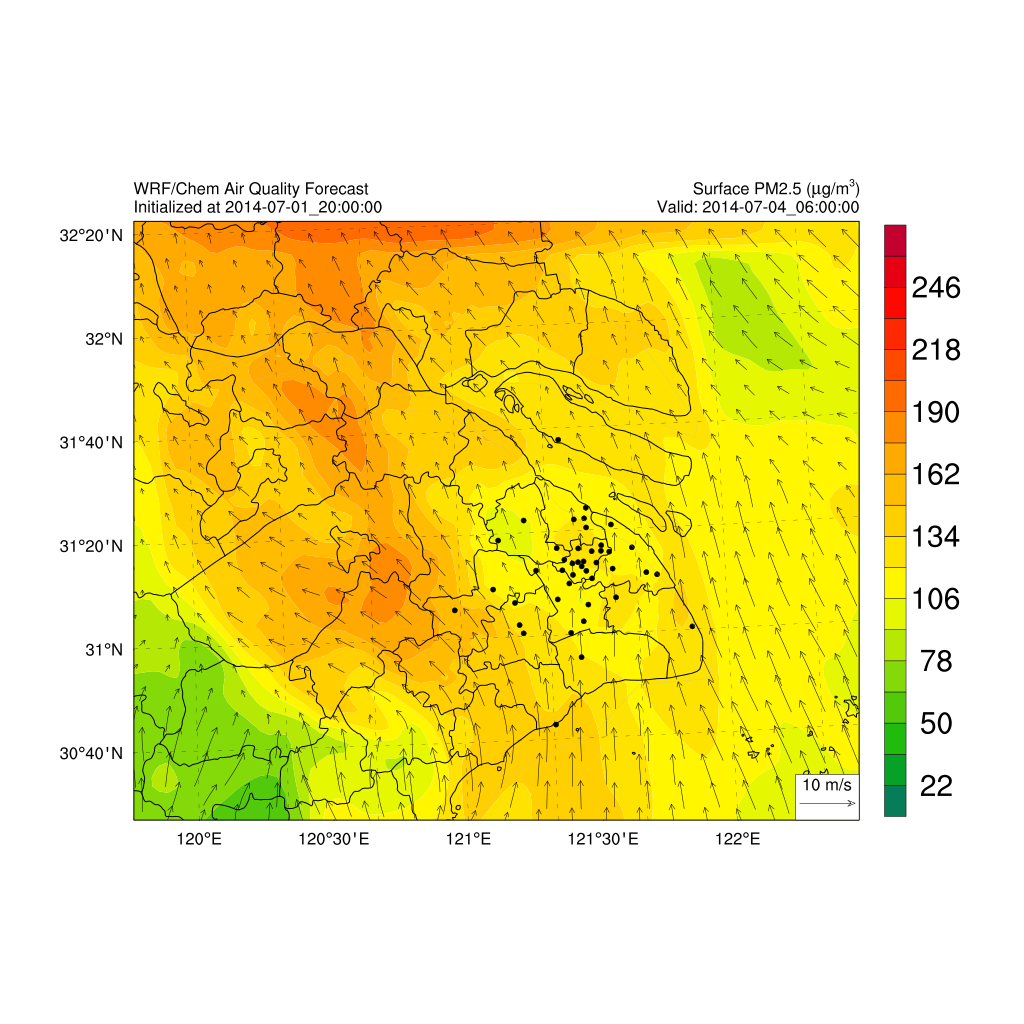 WRF/Chem Air Quality Forecast
Surface PM2.5 (μg/m³)
Initialized at 2014-07-01_20:00:00
Valid: 2014-07-04_06:00:00
32°20'N
32°N
31°40'N
31°20'N
31°N
30°40'N
120°E
120°30'E
121°E
121°30'E
122°E
246
218
190
162
134
106
78
50
22
10 m/s